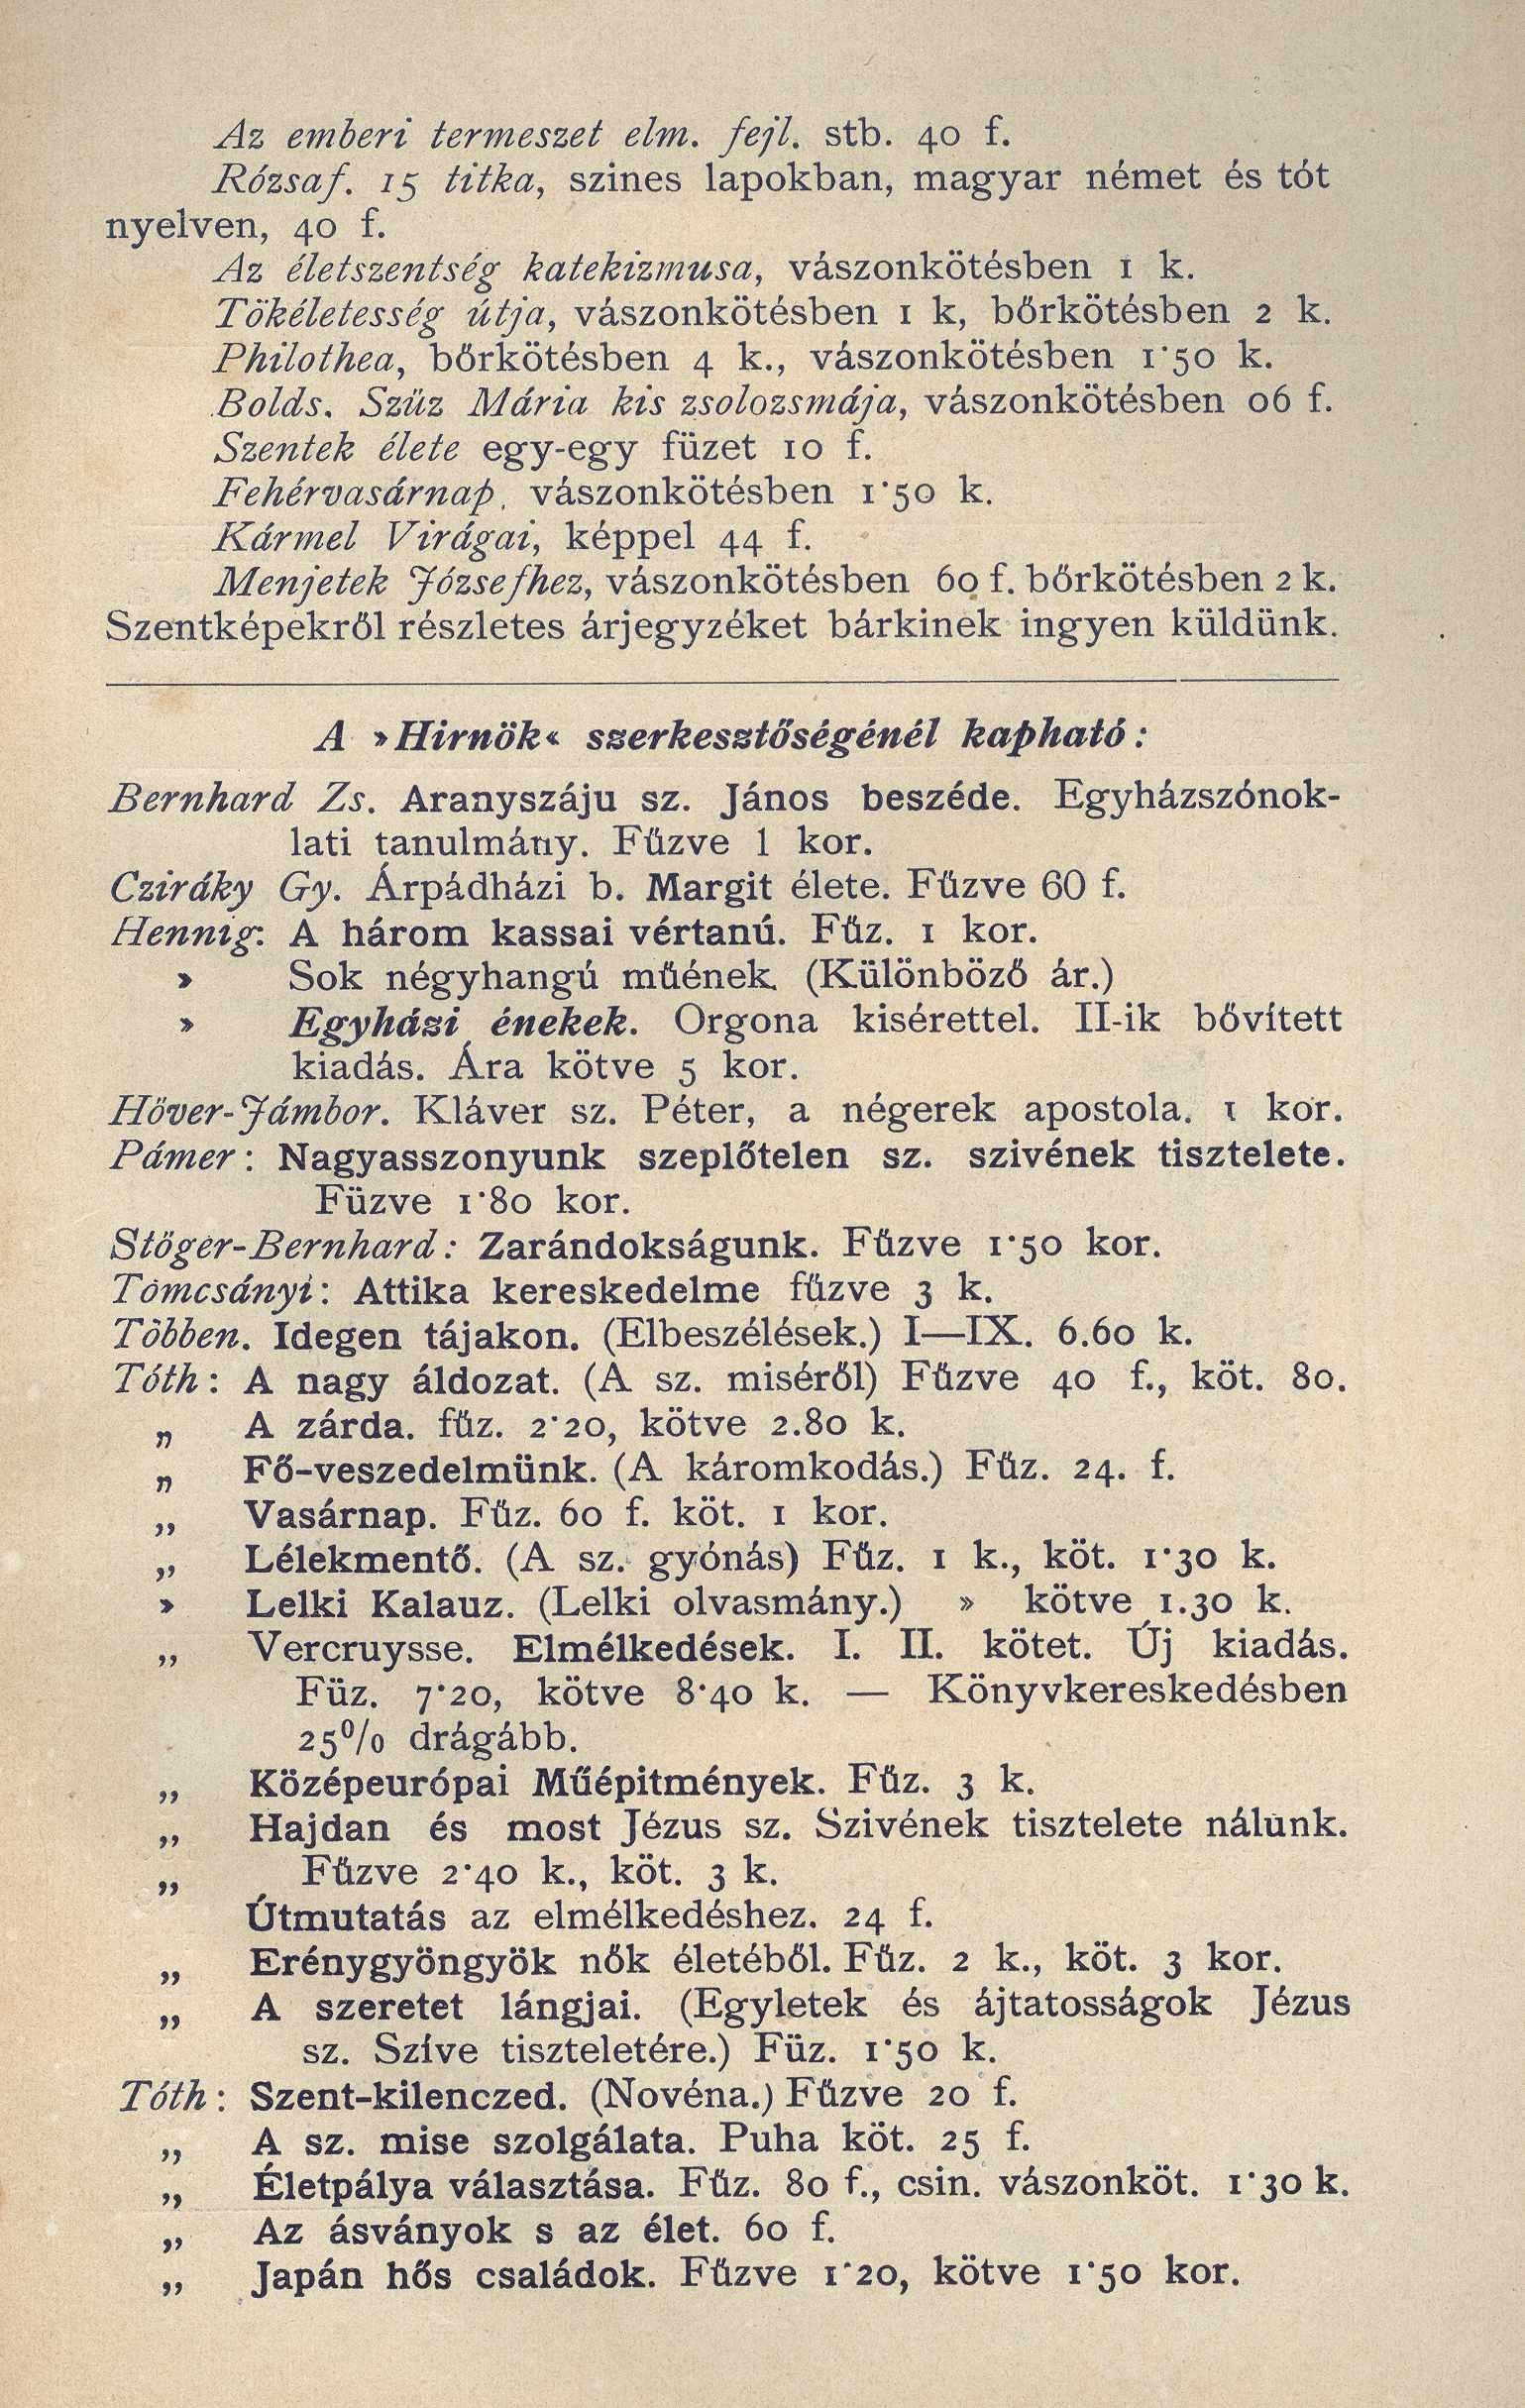 Az emberi termeszet elm. fejl. stb. 40 f.
Rózsaf. 15 titka, szines lapokban, magyar német és tót
nyelven, 40 f.
Az életszentség katekizmusa, vászonkötésben 1 k.
Tökéletesség útja, vászonkötésben 1 k, bőrkötésben 2 k.
Philothea, bőrkötésben 4 k., vászonkötésben 1·50 k.
Bolds. Szüz Mária kis zsolozsmája, vászonkötésben 06 f.
Szentek élete egy-egy füzet 10 f.
Fehérvasárnap. vászonkötésben 1·50 k.
Kármel Virágai, képpel 44 f.
Menjetek Józsefhez, vászonkötésben 60 f. bőrkötésben 2 k.
Szentképekről részletes árjegyzéket bárkinek ingyen küldünk.
A »Hirnök« szerkesztőségénél kapható:
Bernhard Zs. Aranyszáju sz. János beszéde. Egyházszónok-
lati tanulmány. Fűzve 1 kor.
Cziráky Gy. Árpádházi b. Margit élete. Fűzve 60 f.
Hennig: A három kassai vértanú. Fűz. 1 kor.
» Sok négyhangú műének. (Különböző ár.)
» Egyházi énekek. Orgona kisérettel. II-ik bővített
kiadás. Ára kötve 5 kor.
Höver-Jámbor. Kláver sz. Péter, a négerek apostola. 1 kor.
Pámer: Nagyasszonyunk szeplőtelen sz. szivének tisztelete.
Füzve 1·80 kor.
Stöger-Bernhard: Zarándokságunk. Fűzve 1·50 kor.
Tomcsányi: Attika kereskedelme fűzve 3 k.
Többen. Idegen tájakon. (Elbeszélések.) I—IX. 6.60 k.
Tóth: A nagy áldozat. (A sz. miséről) Fűzve 40 f., köt. 80.
„ A zárda. fűz. 2·20, kötve 2.80 k.
„ Fő-veszedelmünk. (A káromkodás.) Fűz. 24. f.
„ Vasárnap. Fűz. 60 f. köt. 1 kor.
„ Lélekmentő. (A sz. gyónás) Fűz. 1 k., köt. 1·30 k.
» Lelki Kalauz. (Lelki olvasmány.) » kötve 1.30 k.
„ Vercruysse. Elmélkedések. I. II. kötet. Új kiadás.
Füz. 7·20, kötve 8·40 k. — Könyvkereskedésben
25% drágább.
„ Középeurópai Műépitmények. Fűz. 3 k.
„ Hajdan és most Jézus sz. Szivének tisztelete nálunk.
„ Fűzve 2·40 k., köt. 3 k.
Útmutatás az elmélkedéshez. 24 f.
„ Erénygyöngyök nők életéből. Fűz. 2 k., köt. 3 kor.
„ A szeretet lángjai. (Egyletek és ájtatosságok Jézus
sz. Szíve tiszteletére.) Füz. 1·50 k.
Tóth: Szent-kilenczed. (Novéna.) Fűzve 20 f.
„ A sz. mise szolgálata. Puha köt. 25 f.
„ Életpálya választása. Fűz. 80 f., csin. vászonköt. 1·30 k.
„ Az ásványok s az élet. 60 f.
„ Japán hős családok. Fűzve 1·20, kötve 1·50 kor.